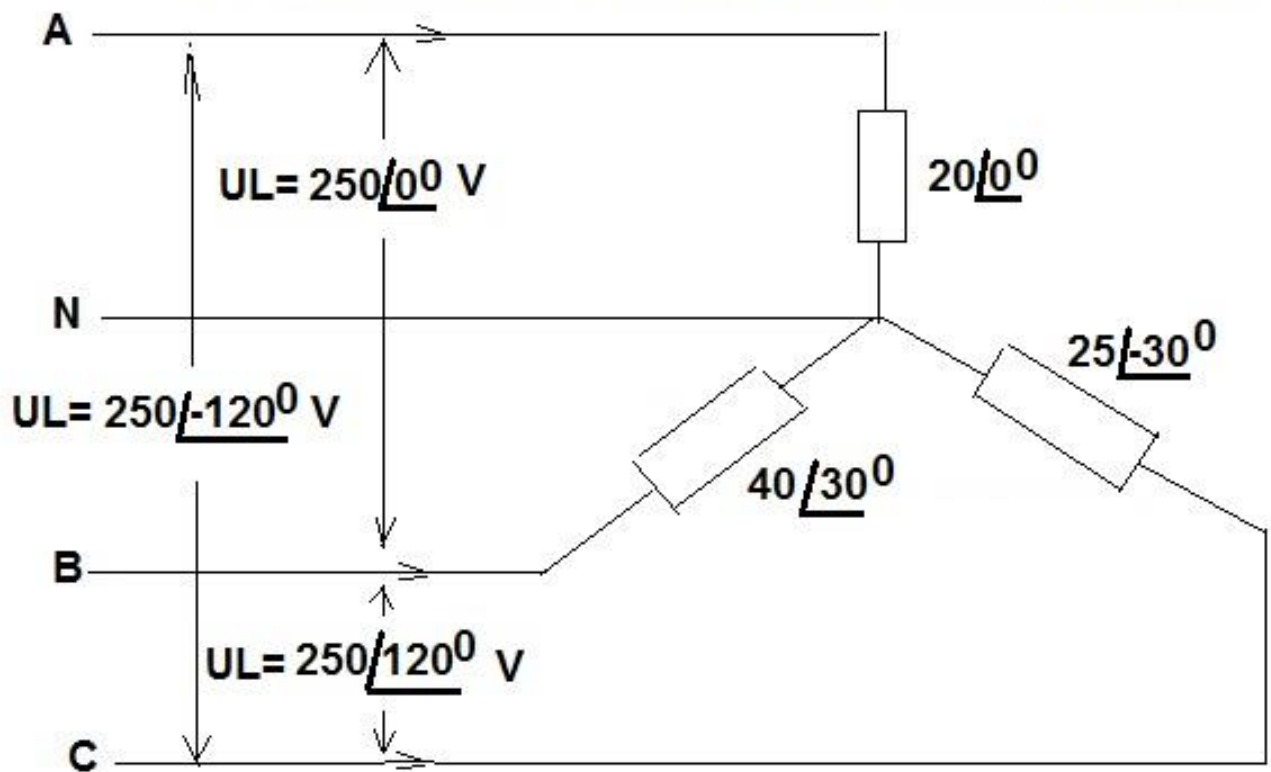 A
UL= 250/0⁰ V
20/0⁰
N
25/-30⁰
UL= 250/-120⁰ V
40/30⁰
B
UL= 250/120⁰ V
C